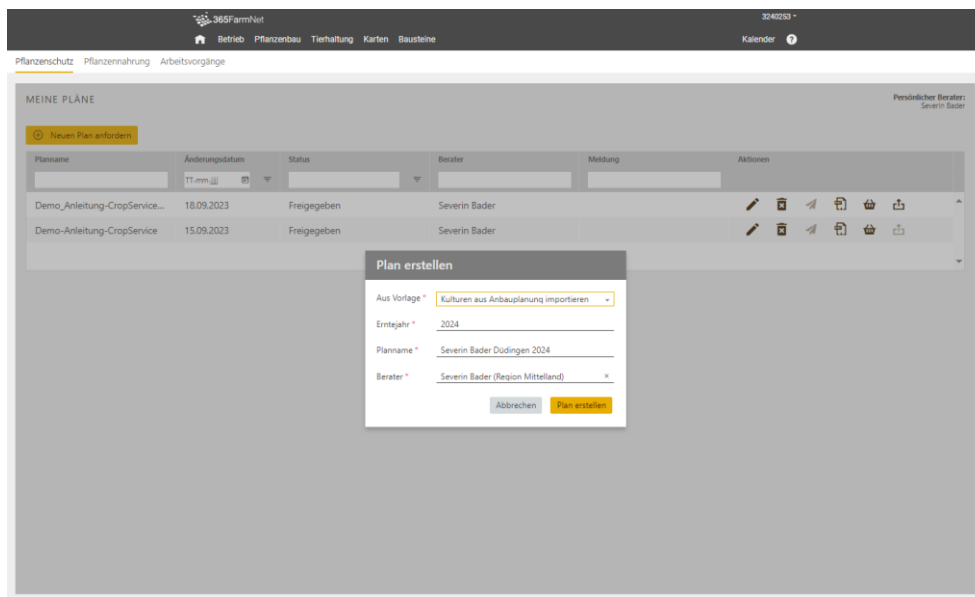 365FarmNet
3240253
Betrieb Pflanzenbau Tierhaltung Karten Bausteine
Kalender ?
Pflanzenschutz Pflanzennahrung Arbeitsvorgänge
MEINE PLÄNE
Persönlicher Berater:
Severin Bader
Neuen Plan anfordern
Planname Änderungsdatum Status Berater Meldung Aktionen
TT.mm.jjjj
Demo_Anleitung-CropService... 18.09.2023 Freigegeben Severin Bader
Demo-Anleitung-CropService 15.09.2023 Freigegeben Severin Bader
Plan erstellen
Aus Vorlage * Kulturen aus Anbauplanung importieren
Erntejahr * 2024
Planname * Severin Bader Düdingen 2024
Berater * Severin Bader (Region Mittelland) ×
Abbrechen Plan erstellen